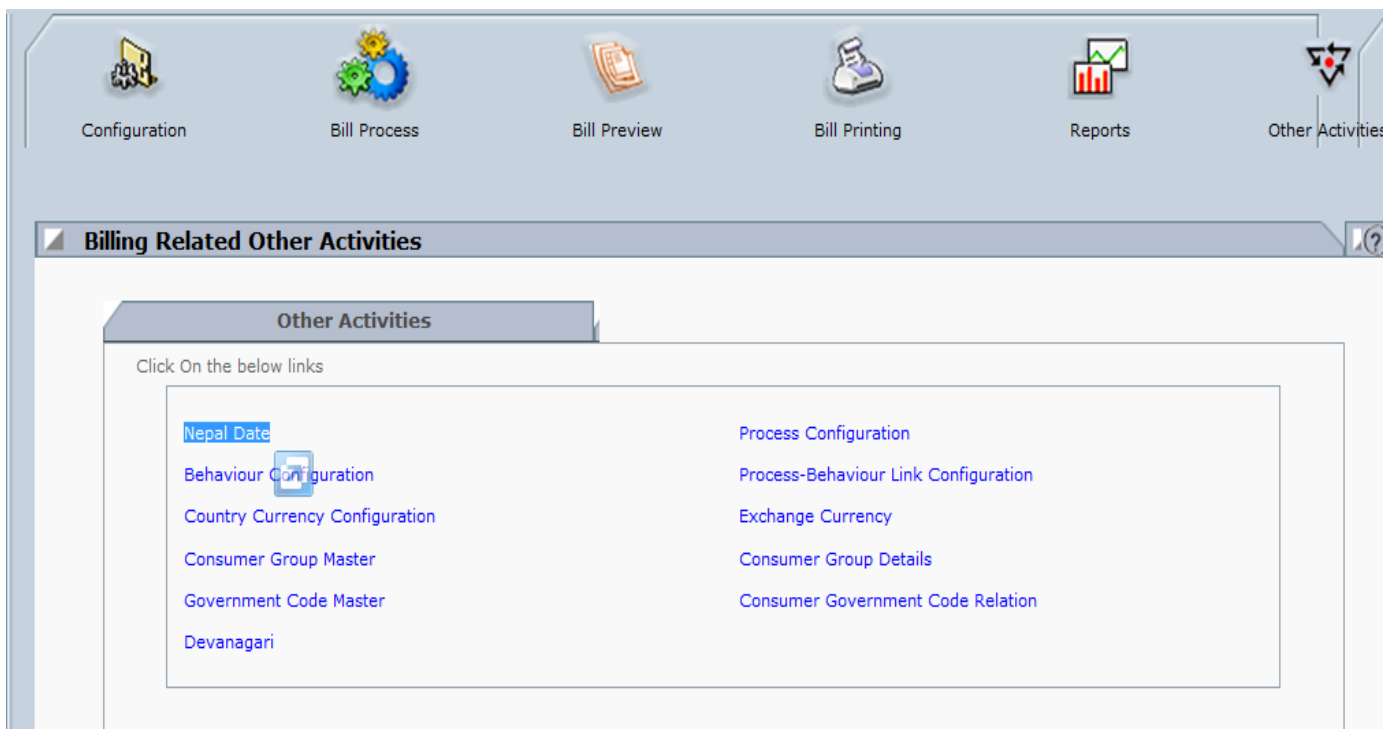 Configuration Bill Process Bill Preview Bill Printing Reports Other Activities
Billing Related Other Activities
Other Activities
Click On the below links
Nepal Date Process Configuration
Behaviour Configuration Process-Behaviour Link Configuration
Country Currency Configuration Exchange Currency
Consumer Group Master Consumer Group Details
Government Code Master Consumer Government Code Relation
Devanagari